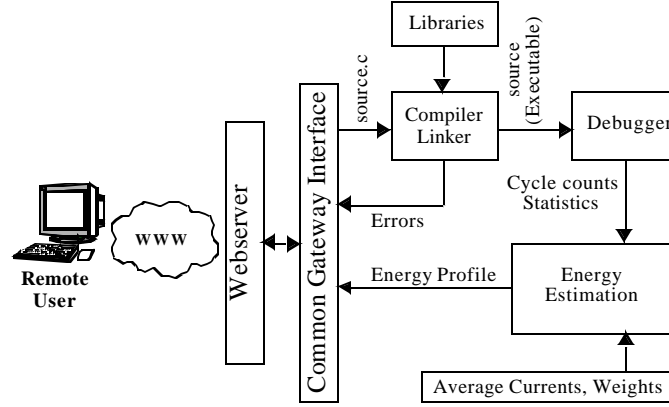 Libraries
source.c
source
(Executable)
Compiler
Linker
Debugger
Common Gateway Interface
Webserver
WWW
Remote
User
Errors
Cycle counts
Statistics
Energy Profile
Energy
Estimation
Average Currents, Weights